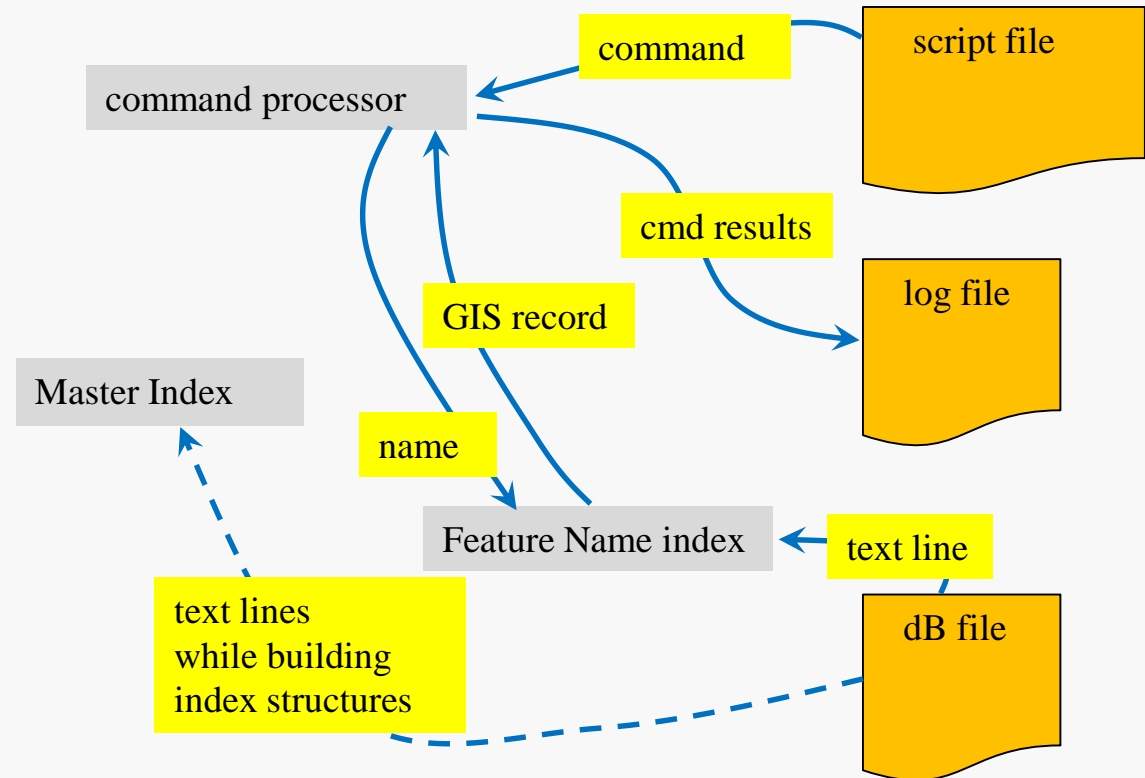 command
script file
command processor
cmd results
log file
GIS record
Master Index
name
Feature Name index
text line
text lines
while building
index structures
dB file